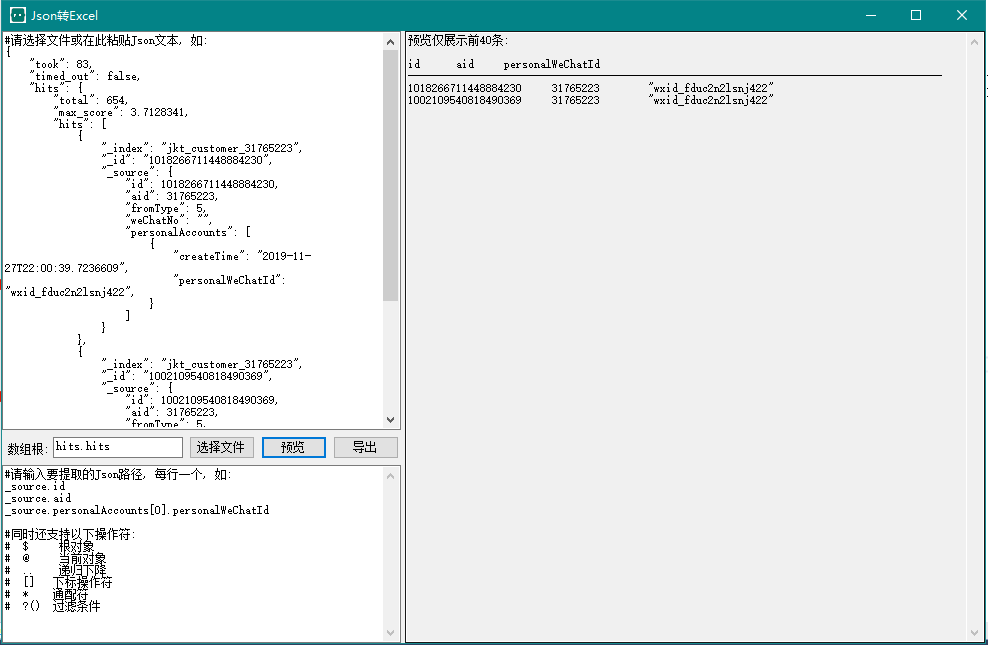 Json转Excel
#请选择文件或在此粘贴Json文本, 如:
{
"took": 83,
"timed_out": false,
"hits": {
"total": 654,
"max_score": 3.7128341,
"hits": [
{
"_index": "jkt_customer_31765223",
"_id": "1018266711448884230",
"_source": {
"id": 1018266711448884230,
"aid": 31765223,
"fromType": 5,
"weChatNo": "",
"personalAccounts": [
{
"createTime": "2019-11-
27T22:00:39.7236609",
"personalWeChatId":
"wxid_fduc2n2lsnj422",
}
]
}
},
{
"_index": "jkt_customer_31765223",
"_id": "1002109540818490369",
"_source": {
"id": 1002109540818490369,
"aid": 31765223,
"fromType": 5,
数组根: hits.hits 选择文件 预览 导出
#请输入要提取的Json路径, 每行一个, 如:
_source.id
_source.aid
_source.personalAccounts[0].personalWeChatId
#同时还支持以下操作符:
# $ 根对象
# @ 当前对象
# .. 递归下降
# [] 下标操作符
# * 通配符
# ?() 过滤条件
预览仅展示前40条:
id aid personalWeChatId
1018266711448884230 31765223 "wxid_fduc2n2lsnj422"
1002109540818490369 31765223 "wxid_fduc2n2lsnj422"